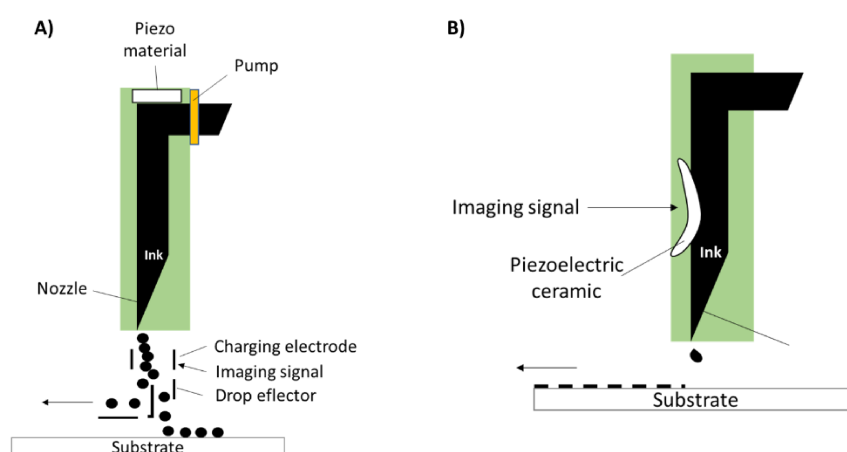 A)
Piezo
material
Pump
Ink
Nozzle
Charging electrode
Imaging signal
Drop eflector
Substrate
B)
Imaging signal
Ink
Piezoelectric
ceramic
Substrate